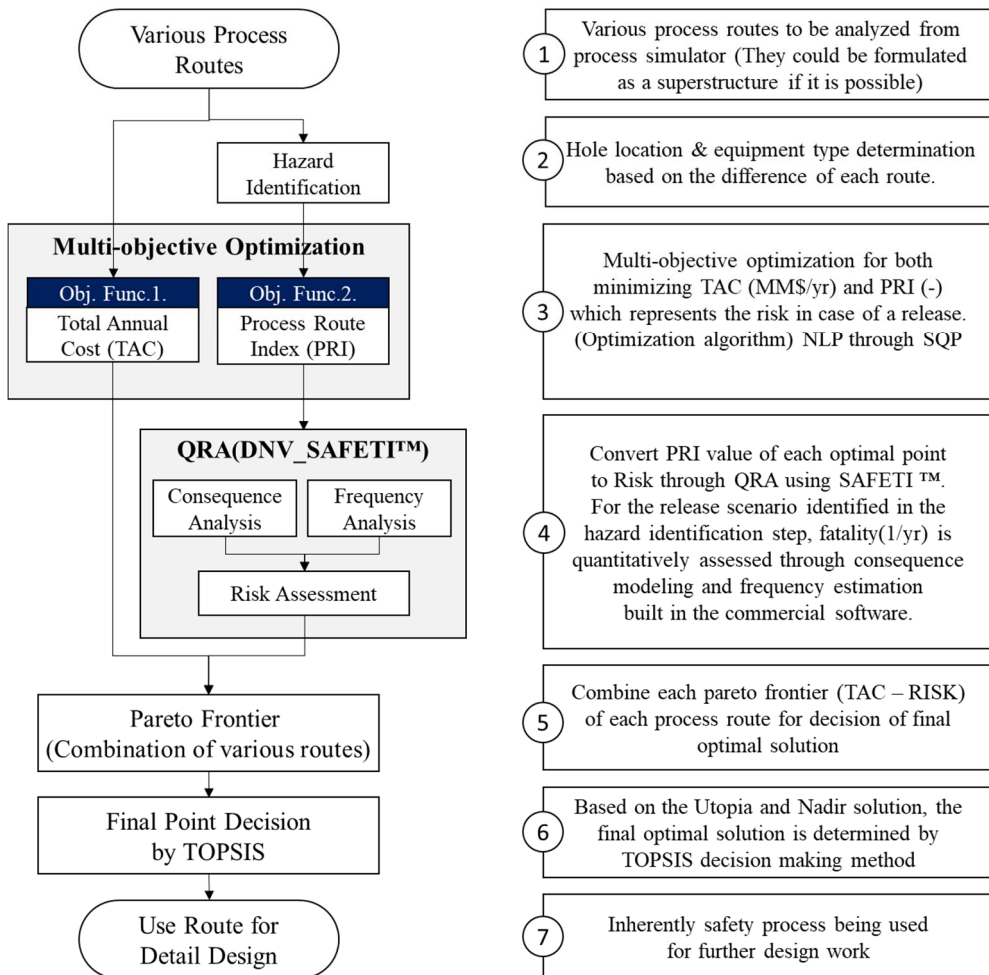 Various Process
Routes
Hazard
Identification
Multi-objective Optimization
Obj. Func.1.
Total Annual
Cost (TAC)
Obj. Func.2.
Process Route
Index (PRI)
QRA(DNV_SAFETI™)
Consequence
Analysis
Frequency
Analysis
Risk Assessment
Pareto Frontier
(Combination of various routes)
Final Point Decision
by TOPSIS
Use Route for
Detail Design
1
Various process routes to be analyzed from
process simulator (They could be formulated
as a superstructure if it is possible)
2
Hole location & equipment type determination
based on the difference of each route.
3
Multi-objective optimization for both
minimizing TAC (MM$/yr) and PRI (-)
which represents the risk in case of a release.
(Optimization algorithm) NLP through SQP
4
Convert PRI value of each optimal point
to Risk through QRA using SAFETI ™.
For the release scenario identified in the
hazard identification step, fatality(1/yr) is
quantitatively assessed through consequence
modeling and frequency estimation
built in the commercial software.
5
Combine each pareto frontier (TAC – RISK)
of each process route for decision of final
optimal solution
6
Based on the Utopia and Nadir solution, the
final optimal solution is determined by
TOPSIS decision making method
7
Inherently safety process being used
for further design work